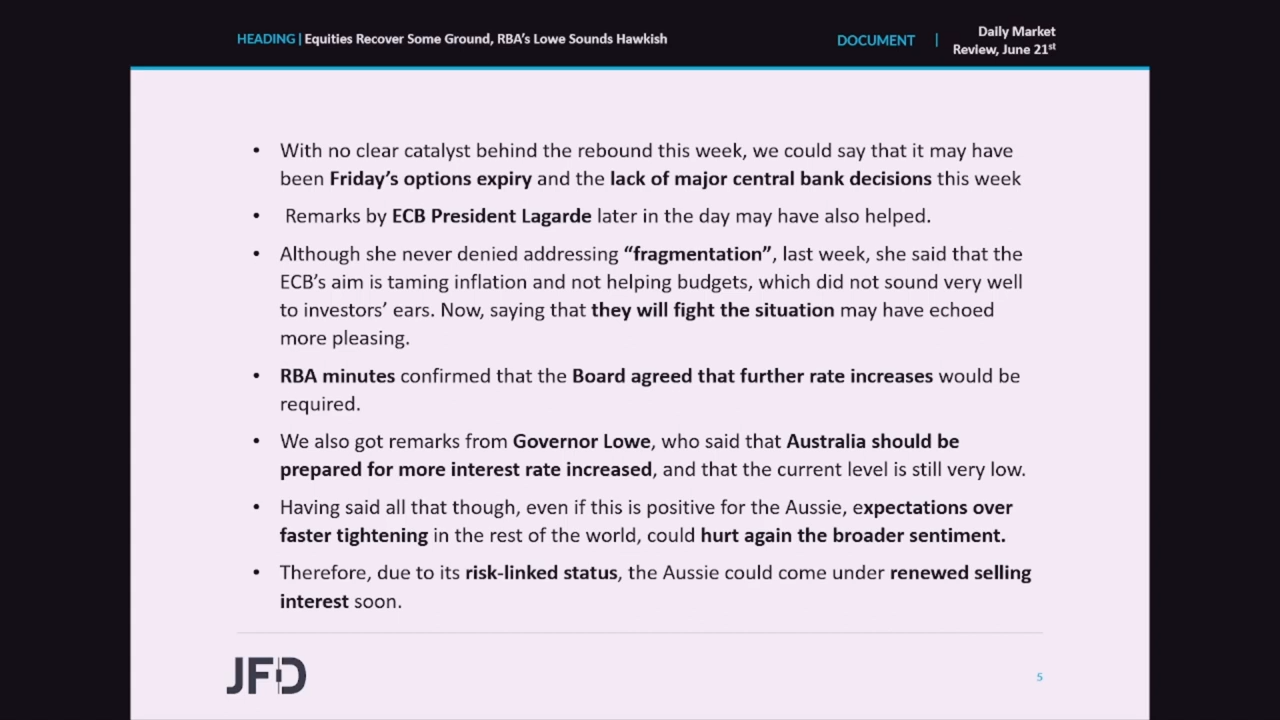 HEADING | Equities Recover Some Ground, RBA’s Lowe Sounds Hawkish
DOCUMENT |
Daily Market
Review, June 21st
• With no clear catalyst behind the rebound this week, we could say that it may have
been Friday’s options expiry and the lack of major central bank decisions this week
• Remarks by ECB President Lagarde later in the day may have also helped.
• Although she never denied addressing “fragmentation”, last week, she said that the
ECB’s aim is taming inflation and not helping budgets, which did not sound very well
to investors’ ears. Now, saying that they will fight the situation may have echoed
more pleasing.
• RBA minutes confirmed that the Board agreed that further rate increases would be
required.
• We also got remarks from Governor Lowe, who said that Australia should be
prepared for more interest rate increased, and that the current level is still very low.
• Having said all that though, even if this is positive for the Aussie, expectations over
faster tightening in the rest of the world, could hurt again the broader sentiment.
• Therefore, due to its risk-linked status, the Aussie could come under renewed selling
interest soon.
JFD
5